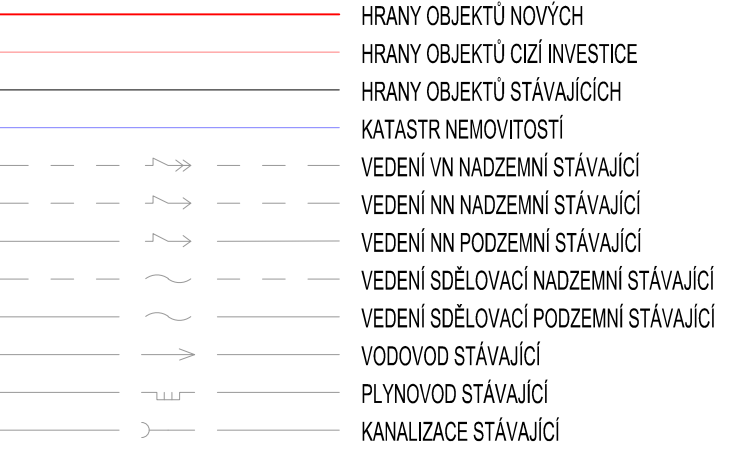 HRANY OBJEKTŮ NOVÝCH
HRANY OBJEKTŮ CIZÍ INVESTICE
HRANY OBJEKTŮ STÁVAJÍCÍCH
KATASTR NEMOVITOSTÍ
VEDENÍ VN NADZEMNÍ STÁVAJÍCÍ
VEDENÍ NN NADZEMNÍ STÁVAJÍCÍ
VEDENÍ NN PODZEMNÍ STÁVAJÍCÍ
VEDENÍ SDĚLOVACÍ NADZEMNÍ STÁVAJÍCÍ
VEDENÍ SDĚLOVACÍ PODZEMNÍ STÁVAJÍCÍ
VODOVOD STÁVAJÍCÍ
PLYNOVOD STÁVAJÍCÍ
KANALIZACE STÁVAJÍCÍ